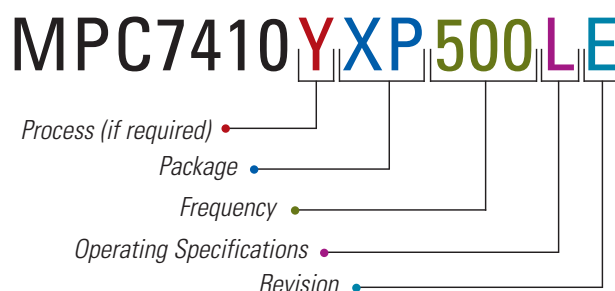 MPC7410YXP500LE
Process (if required)
Package
Frequency
Operating Specifications
Revision